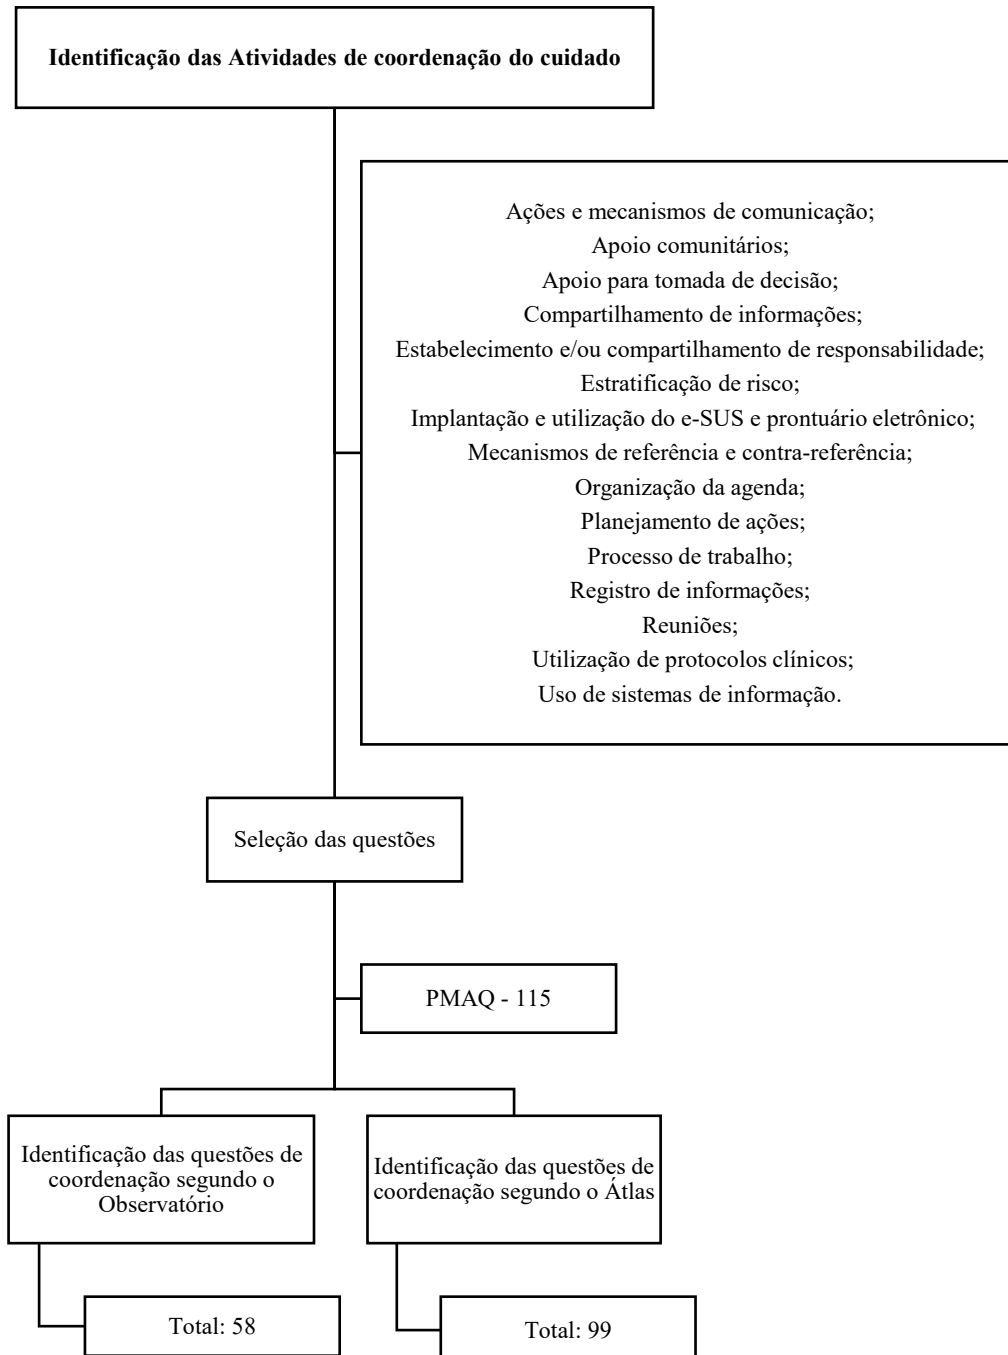 Identificação das Atividades de coordenação do cuidado
Ações e mecanismos de comunicação;
Apoio comunitários;
Apoio para tomada de decisão;
Compartilhamento de informações;
Estabelecimento e/ou compartilhamento de responsabilidade;
Estratificação de risco;
Implantação e utilização do e-SUS e prontuário eletrônico;
Mecanismos de referência e contra-referência;
Organização da agenda;
Planejamento de ações;
Processo de trabalho;
Registro de informações;
Reuniões;
Utilização de protocolos clínicos;
Uso de sistemas de informação.
Seleção das questões
PMAQ - 115
Identificação das questões de
coordenação segundo o
Observatório
Identificação das questões de
coordenação segundo o Átlas
Total: 58
Total: 99